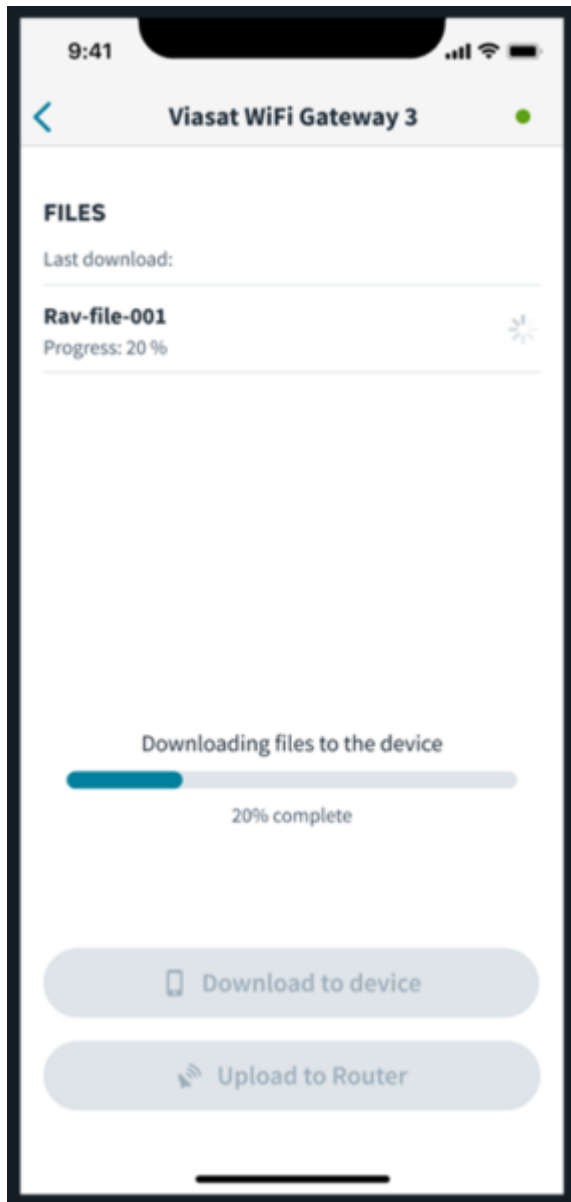 9:41
Viasat WiFi Gateway 3
FILES
Last download:
Rav-file-001
Progress: 20 %
Downloading files to the device
20% complete
Download to device
Upload to Router